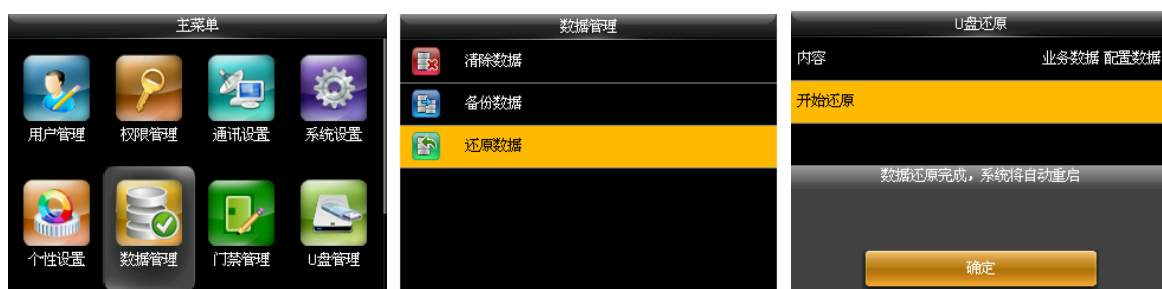 主菜单
用户管理 权限管理 通讯设置 系统设置
个性设置 数据管理 门禁管理 U盘管理
数据管理
清除数据
备份数据
还原数据
U盘还原
内容 业务数据 配置数据
开始还原
数据还原完成，系统将自动重启
确定